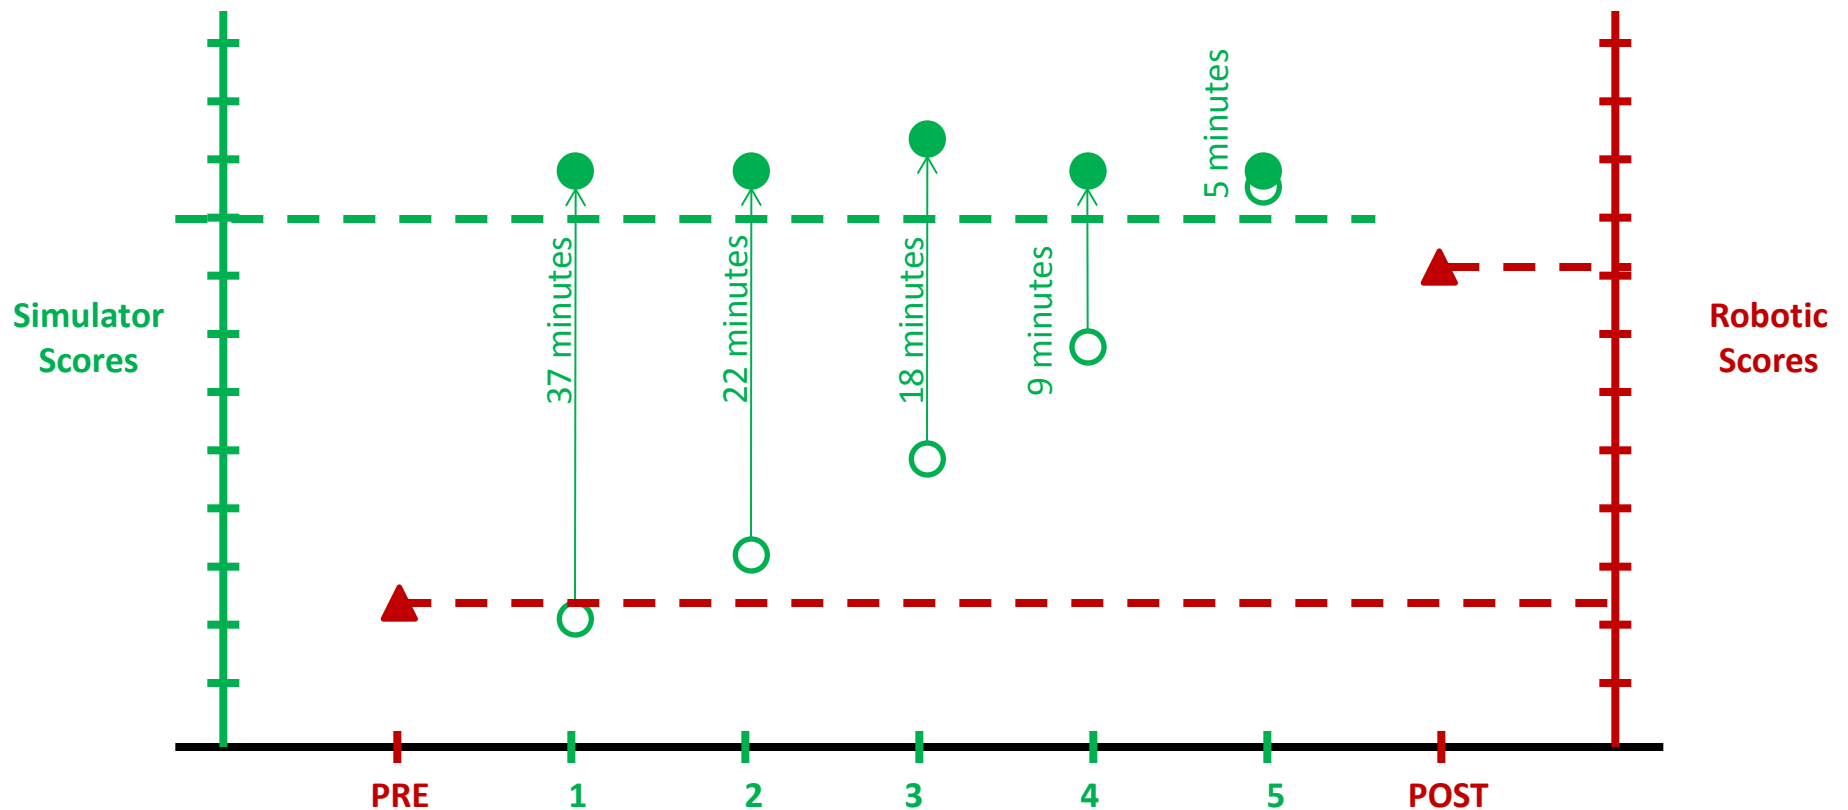 Simulator
Scores
37 minutes
22 minutes
18 minutes
9 minutes
5 minutes
Robotic
Scores
PRE
1
2
3
4
5
POST